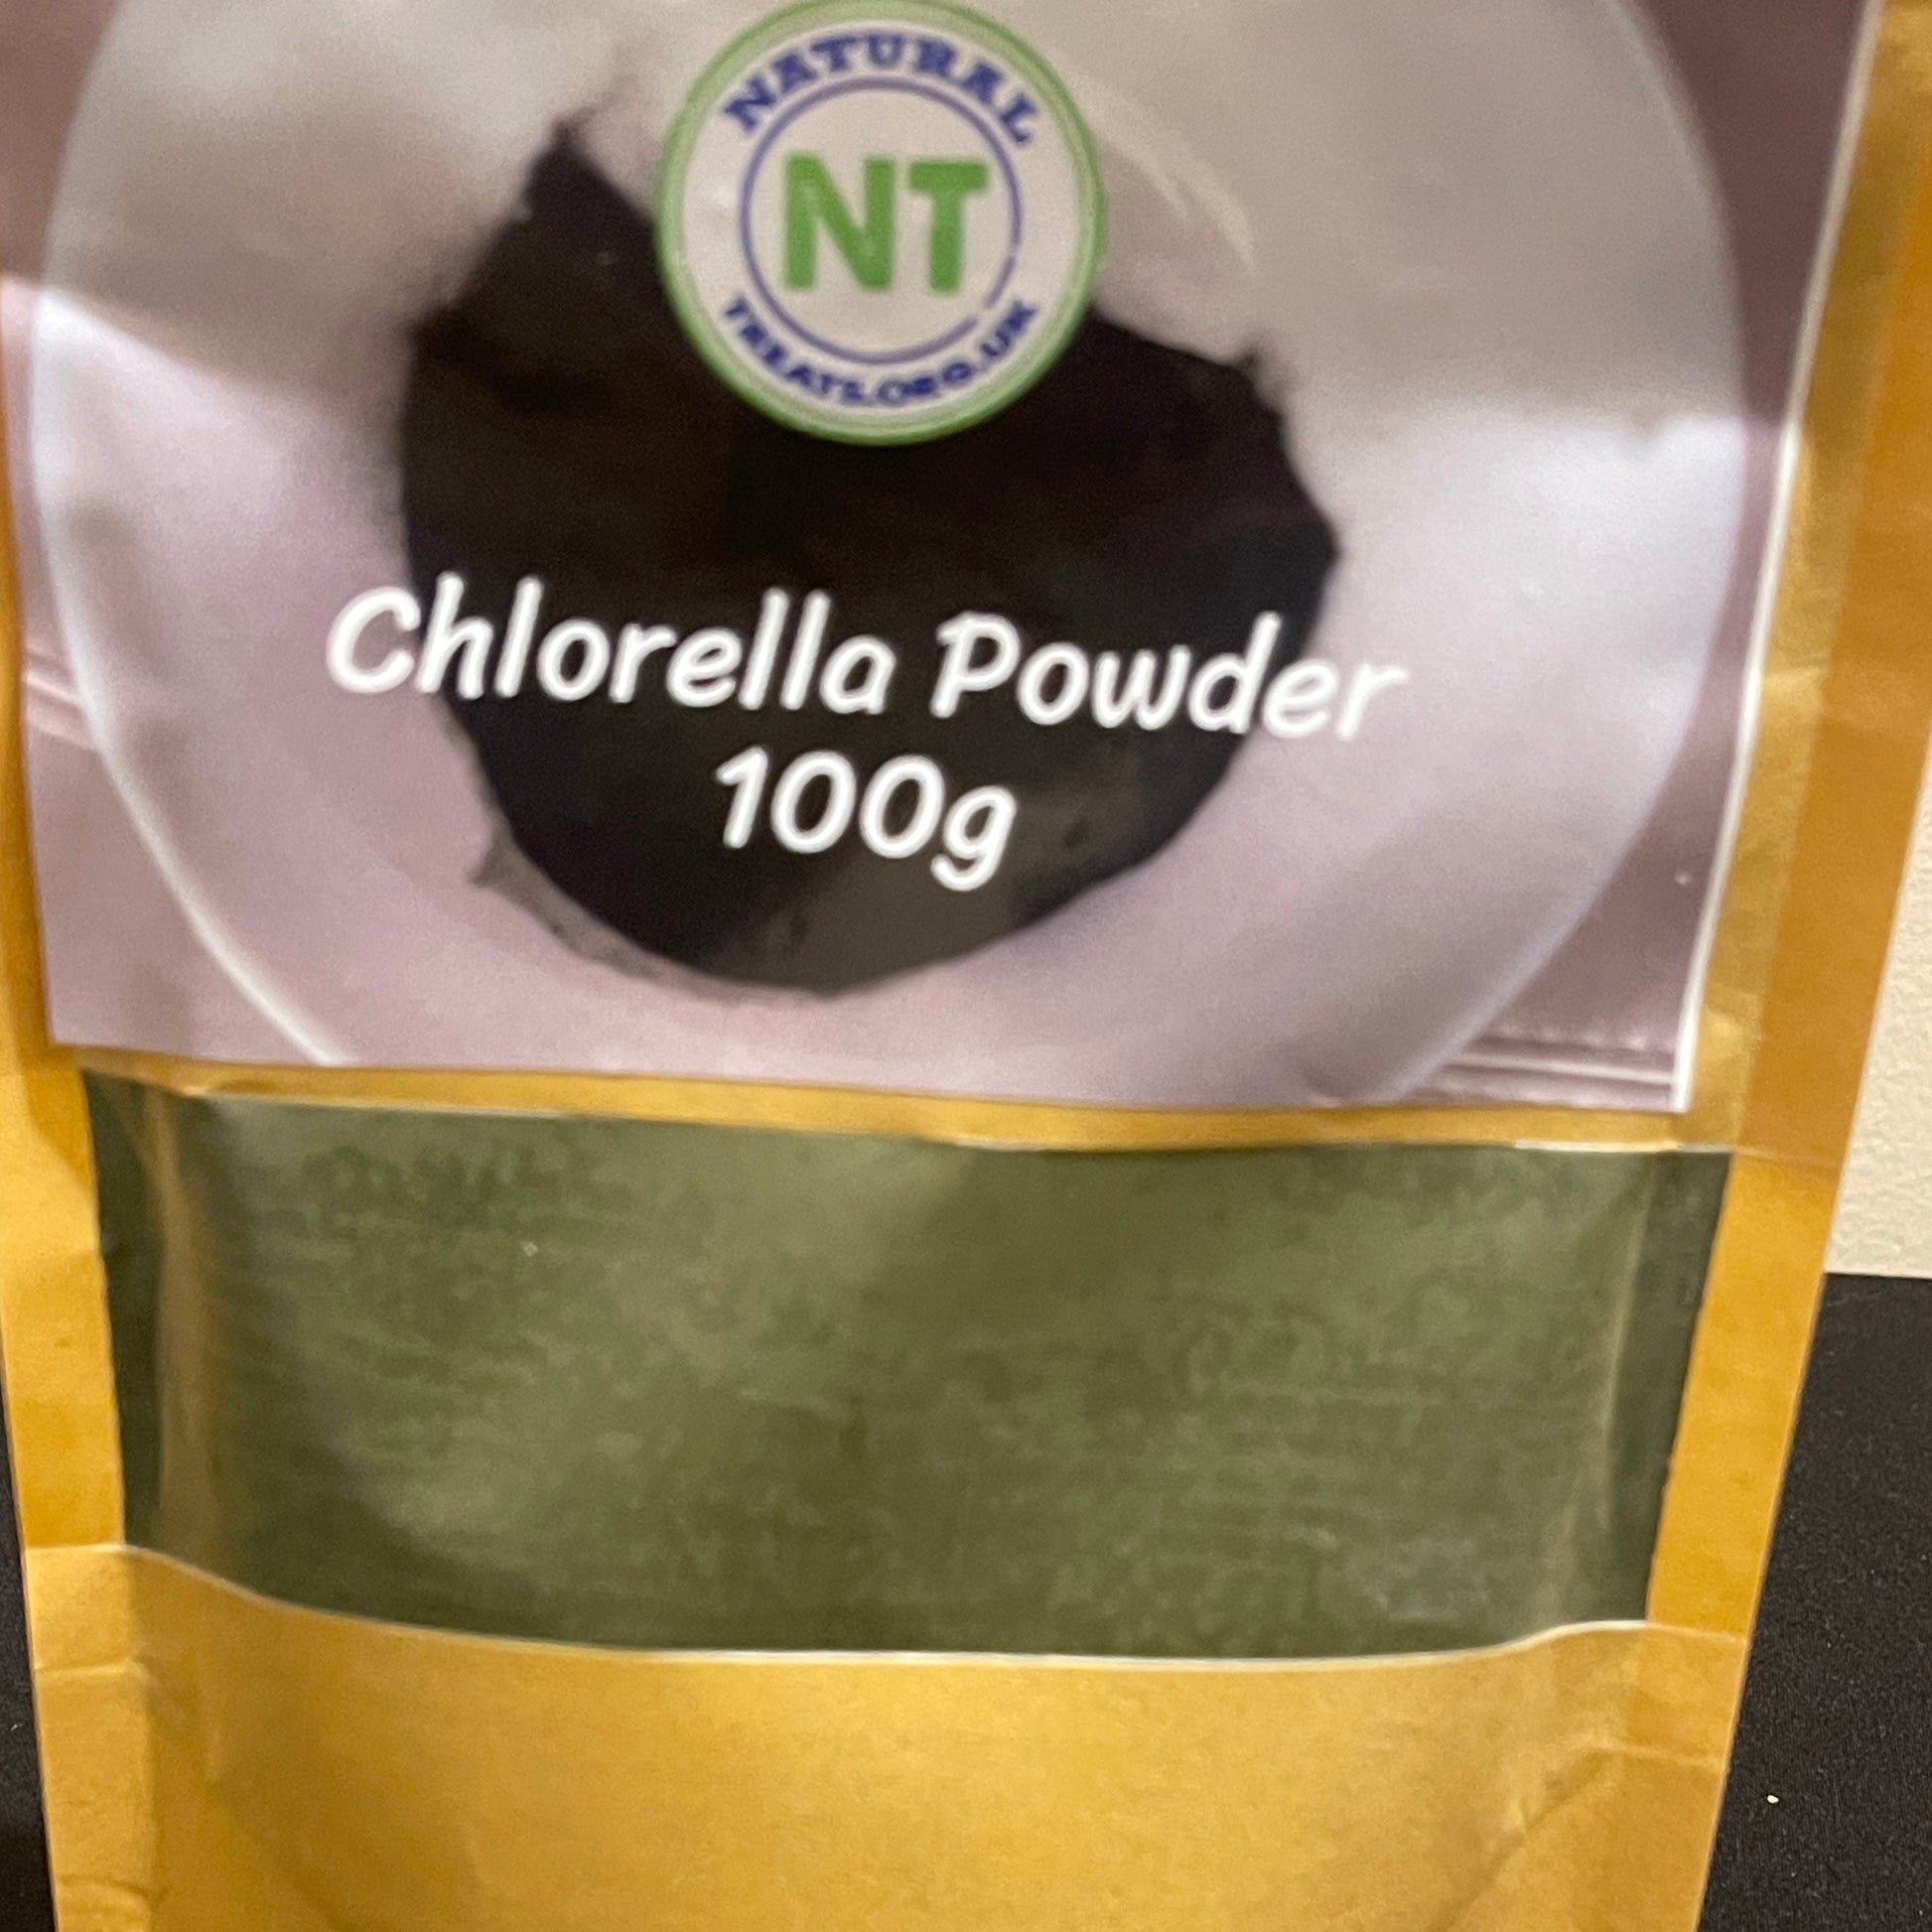 NATURAL
NT
TREATS.ORG.UK
Chlorella Powder
100g